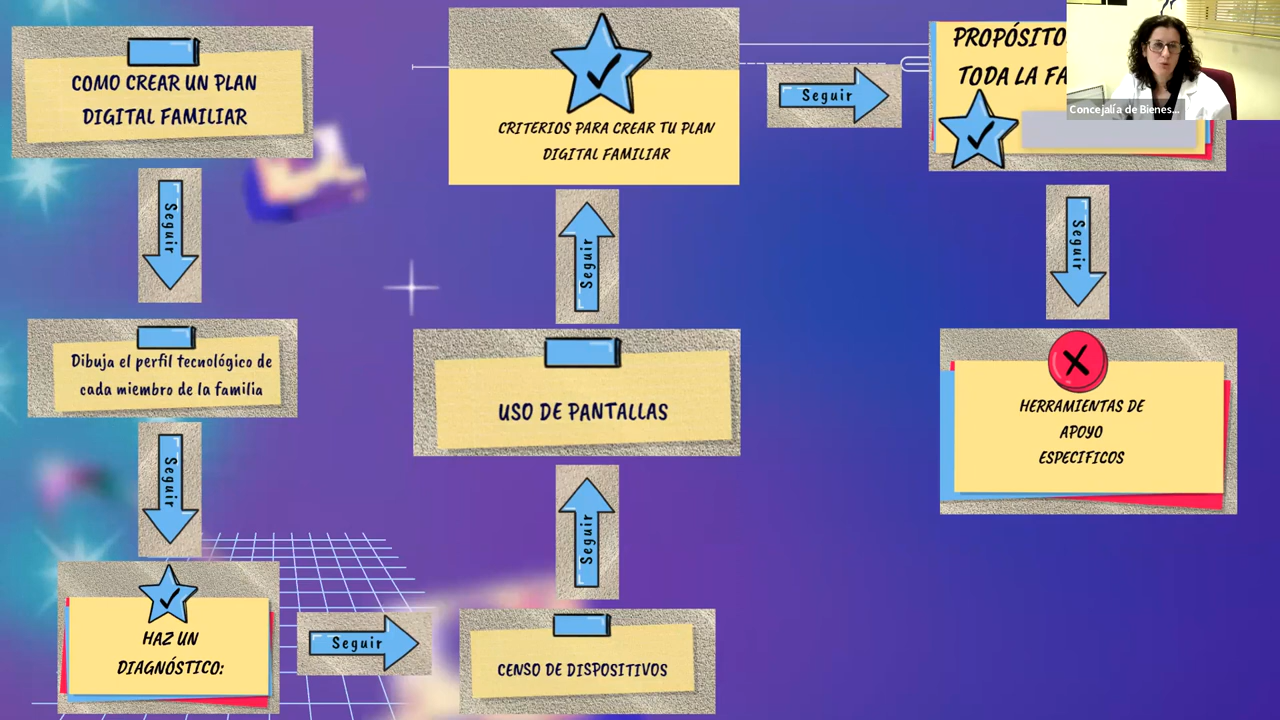 COMO CREAR UN PLAN
DIGITAL FAMILIAR
Seguir
Dibuja el perfil tecnológico de
cada miembro de la familia
Seguir
HAZ UN
DIAGNÓSTICO:
Seguir
CENSO DE DISPOSITIVOS
Seguir
USO DE PANTALLAS
Seguir
CRITERIOS PARA CREAR TU PLAN
DIGITAL FAMILIAR
Seguir
PROPÓSITO
TODA LA FA
Concejalía de Bienes...
Seguir
HERRAMIENTAS DE
APOYO
ESPECIFICOS